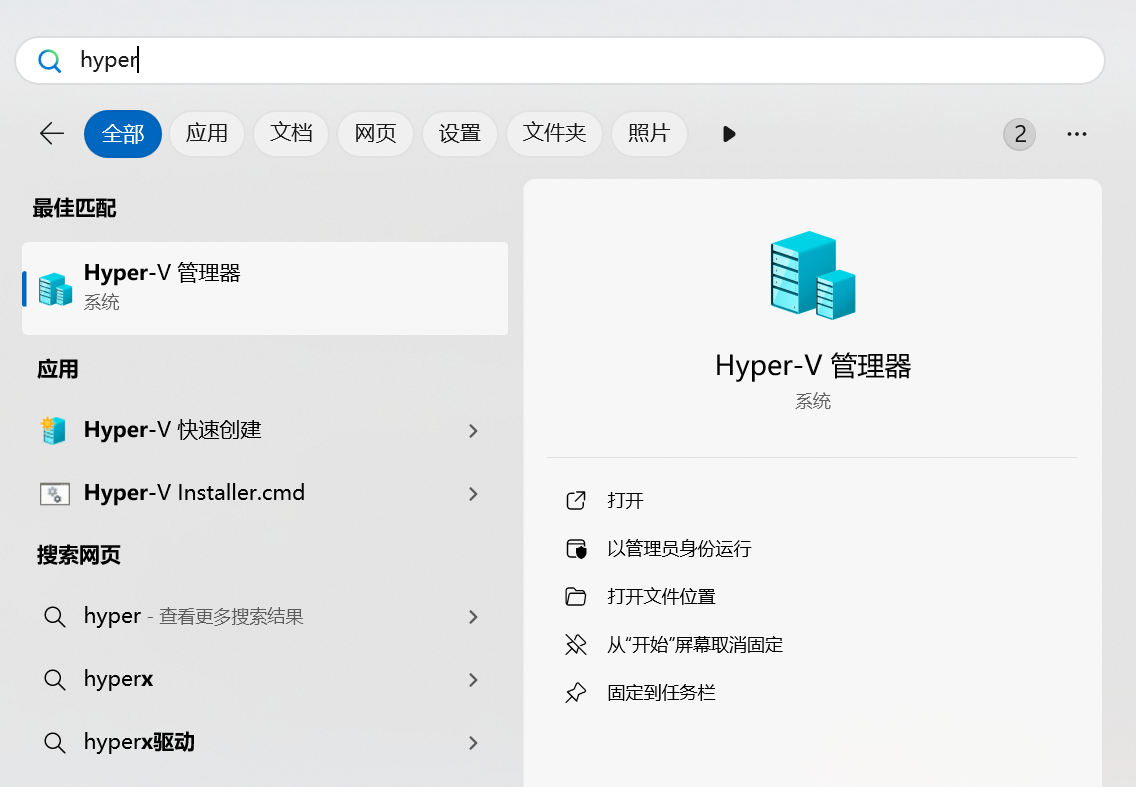 hyper
全部 应用 文档 网页 设置 文件夹 照片 2
最佳匹配
Hyper-V 管理器
系统
应用
Hyper-V 快速创建
Hyper-V Installer.cmd
搜索网页
hyper - 查看更多搜索结果
hyperx
hyperx驱动
Hyper-V 管理器
系统
打开
以管理员身份运行
打开文件位置
从“开始”屏幕取消固定
固定到任务栏